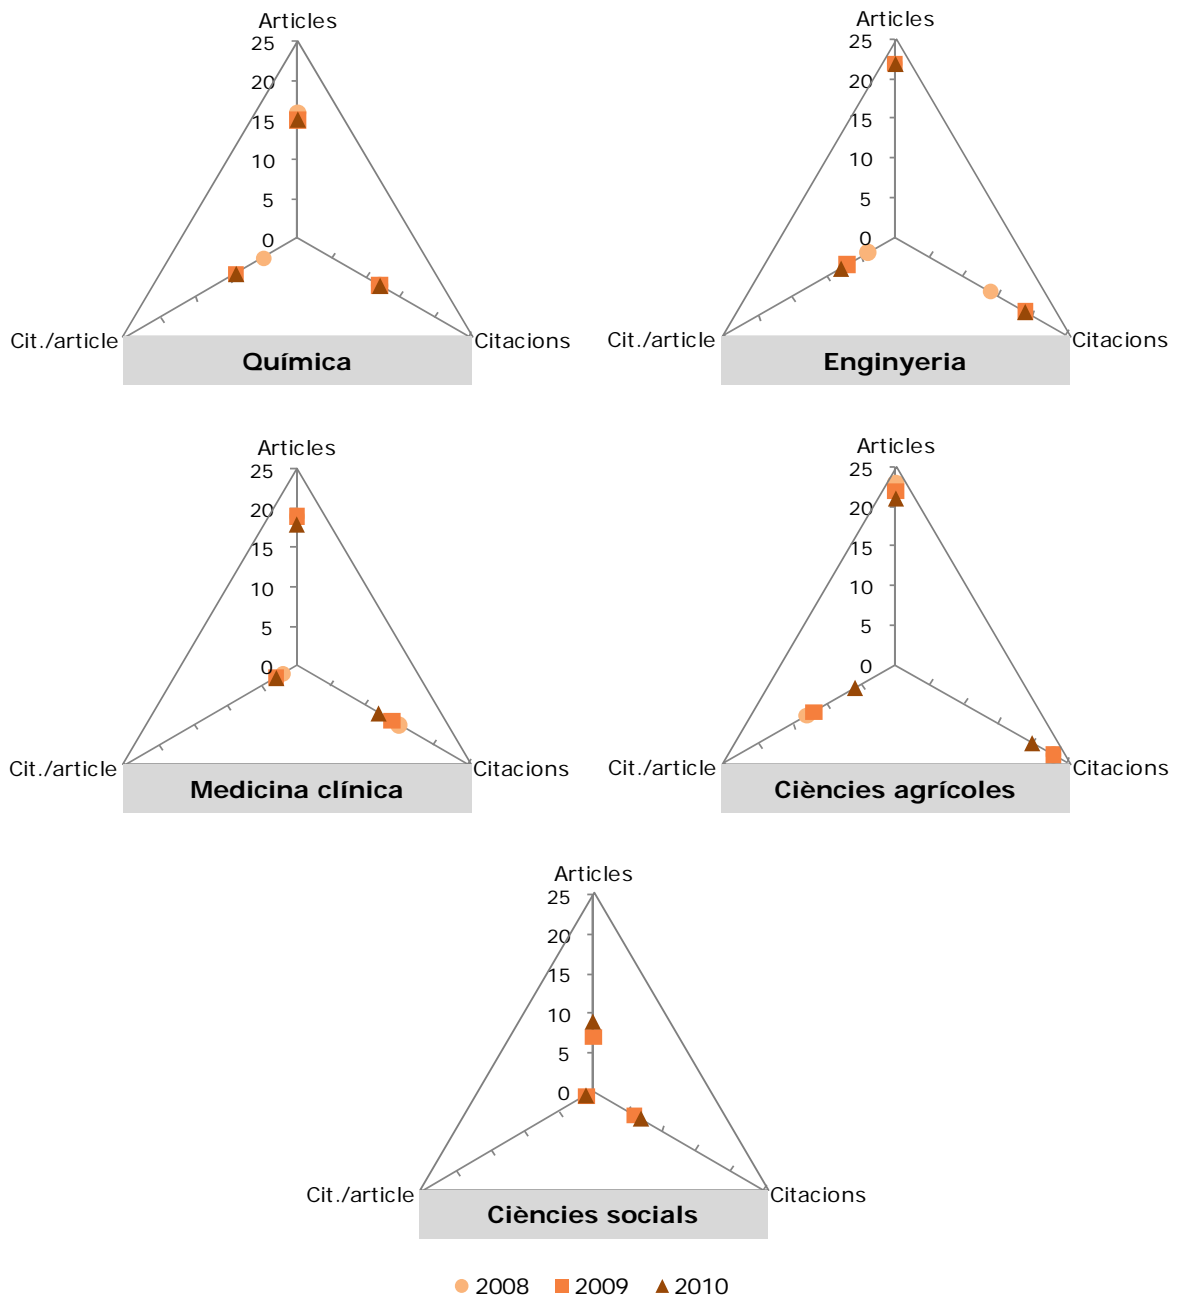 Articles
25
20
15
10
5
0
Cit./article
Citacions
Química
Articles
25
20
15
10
5
0
Cit./article
Citacions
Enginyeria
Articles
25
20
15
10
5
0
Cit./article
Citacions
Medicina clínica
Articles
25
20
15
10
5
0
Cit./article
Citacions
Ciències agrícoles
Articles
25
20
15
10
5
0
Cit./article
Citacions
Ciències socials
2008 2009 2010